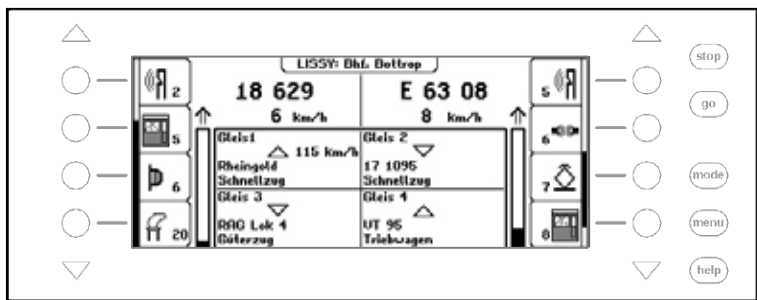 LISSY: Bhf. Bottrop
18 629
E 63 08
6 km/h
8 km/h
2
5
6
20
Gleis1
115 km/h
Rheingold
Schnellzug
Gleis 2
17 1095
Schnellzug
Gleis 3
RAG Lok 4
Güterzug
Gleis 4
VT 95
Triebwagen
5
6
7
8
stop
go
mode
menu
help